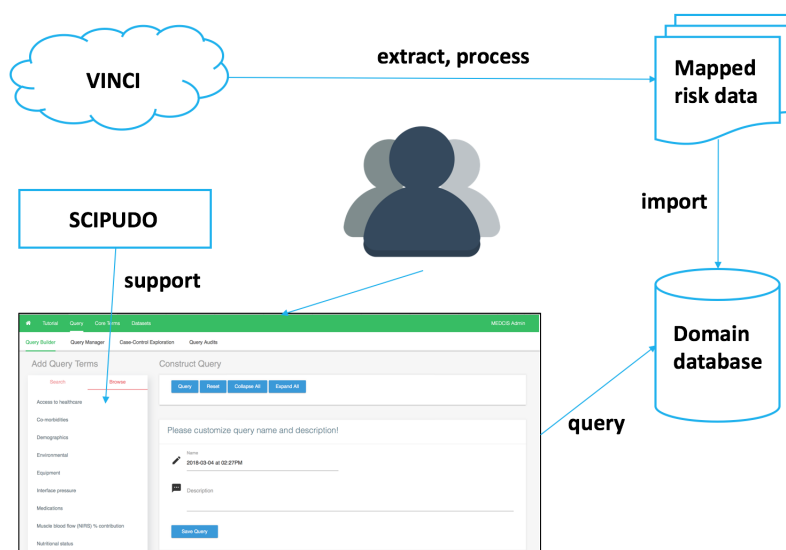 VINCI
extract, process
Mapped
risk data
SCIPUDO
import
support
Tutorial Query Core Terms Datasets MEDCIS Admin
Query Builder Query Manager Case-Control Exploration Query Audits
Add Query Terms
Construct Query
Search Browse
Query Reset Collapse All Expand All
Access to healthcare
Co-morbidities
Demographics
Environmental
Equipment
Interface pressure
Medications
Muscle blood flow (NIRS) % contribution
Nutritional status
Please customize query name and description!
Name
2018-03-04 at 02:27PM
Description
Save Query
query
Domain
database